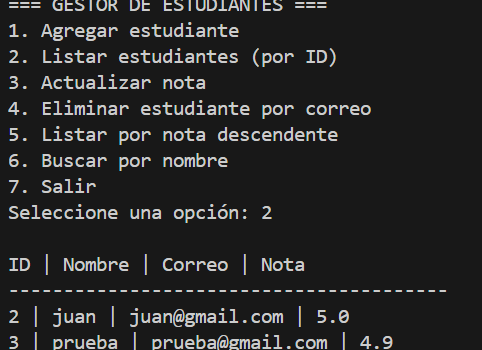 === GESTOR DE ESTUDIANTES ===
1. Agregar estudiante
2. Listar estudiantes (por ID)
3. Actualizar nota
4. Eliminar estudiante por correo
5. Listar por nota descendente
6. Buscar por nombre
7. Salir
Seleccione una opción: 2
ID | Nombre | Correo | Nota
----------------------------------------
2 | juan | juan@gmail.com | 5.0
3 | prueba | prueba@gmail.com | 4.9